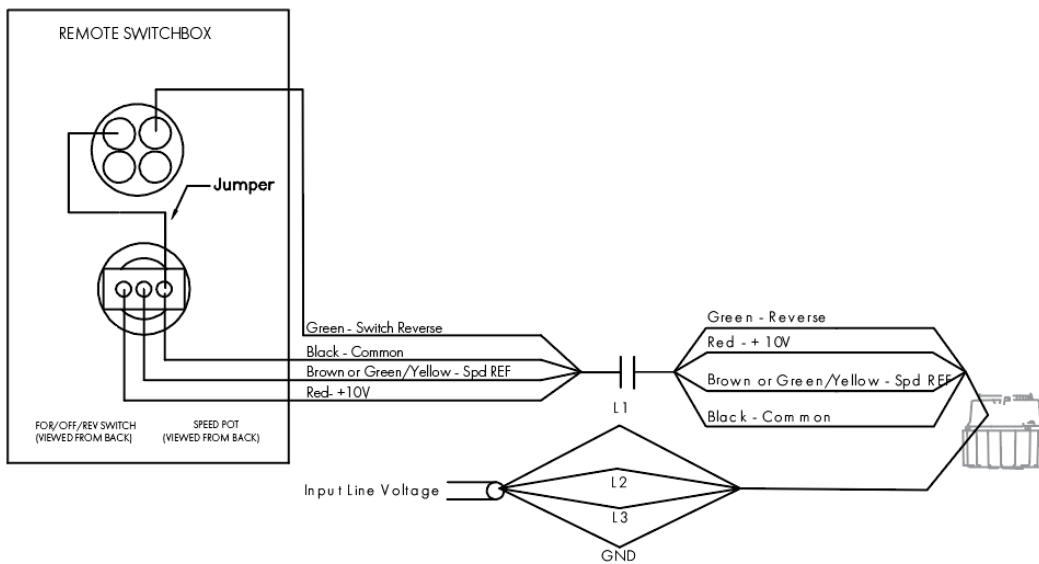 REMOTE SWITCHBOX
Jumper
Green - Switch Reverse
Black - Common
Brown or Green/Yellow - Spd REF
Red- +10V
FOR/OFF/REV SWITCH
(VIEWED FROM BACK)
SPEED POT
(VIEWED FROM BACK)
Green - Reverse
Red - + 10V
Brown or Green/Yellow - Spd REF
Black - Common
L1
L2
L3
GND
Input Line Voltage